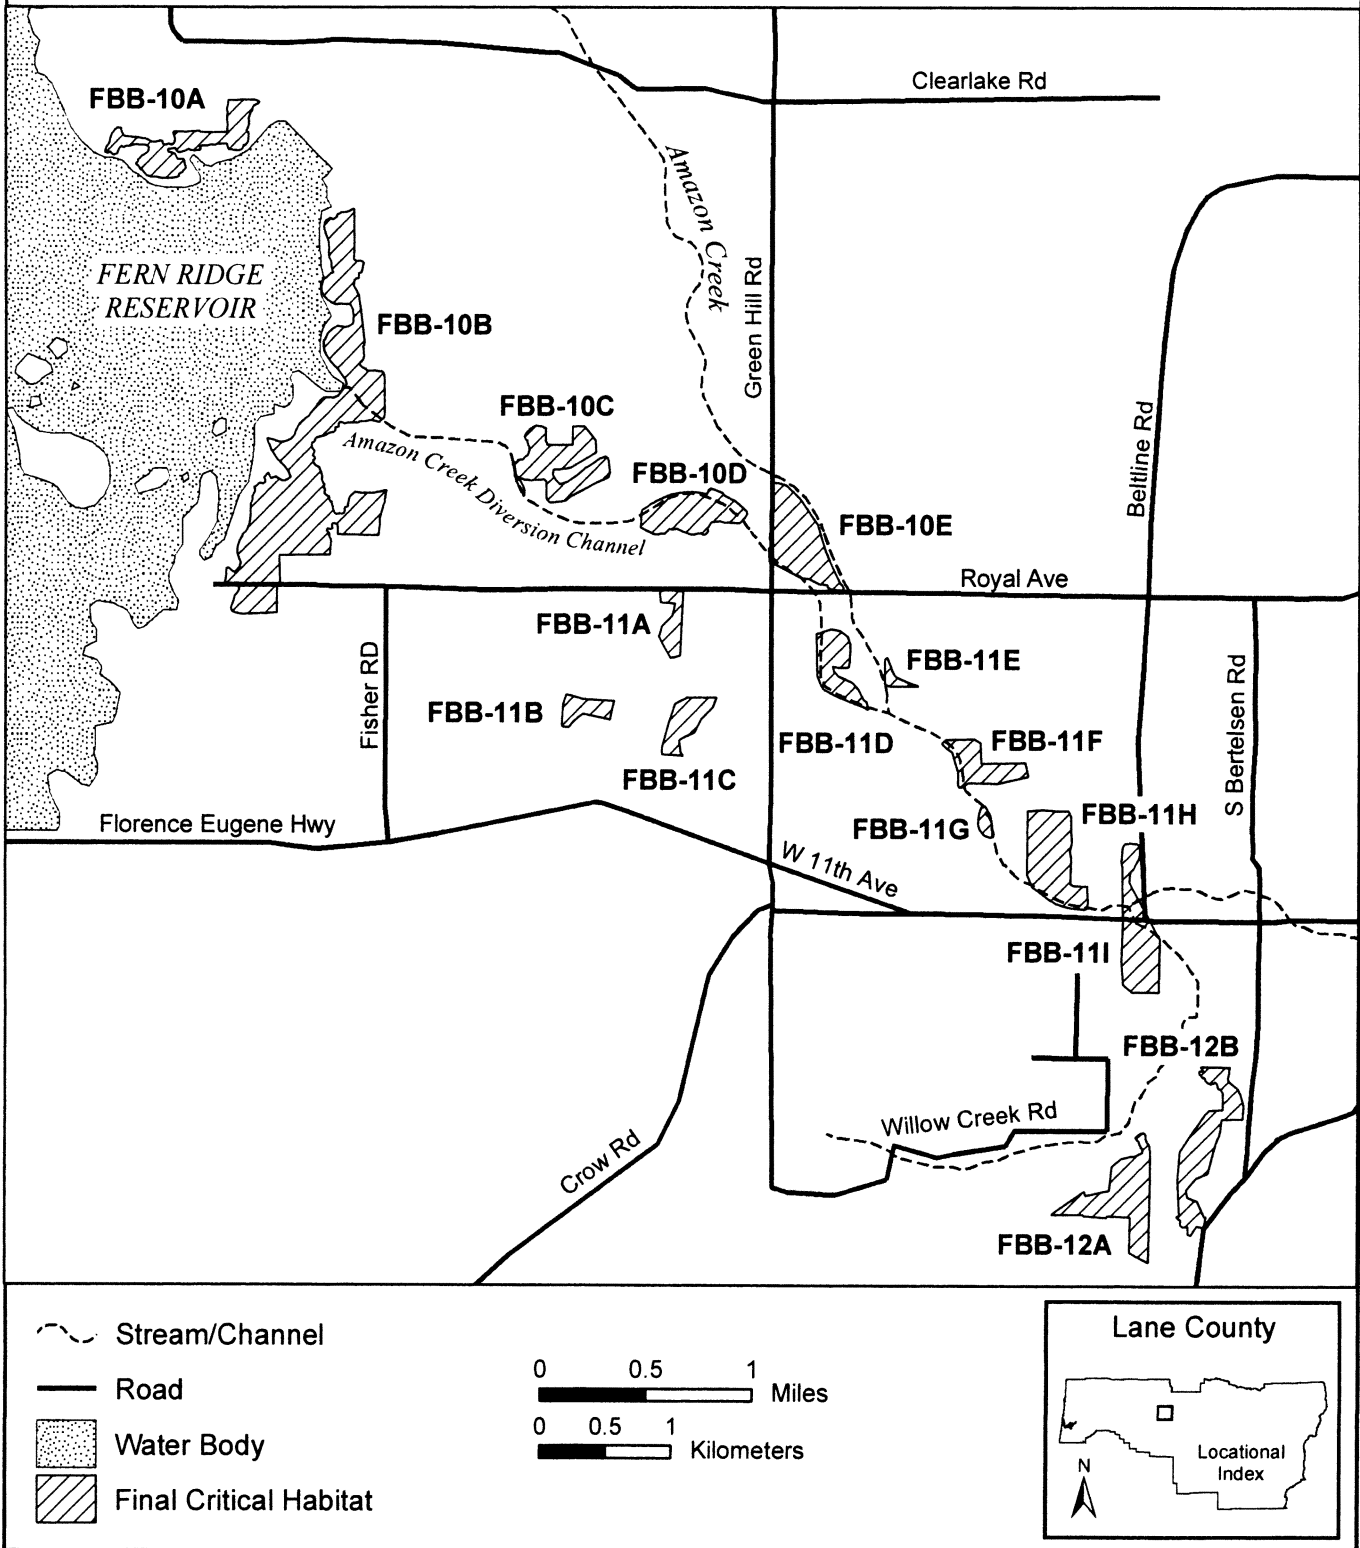 Clearlake Rd
FBB-10A
Amazon Creek
FERN RIDGE
RESERVOIR
Green Hill Rd
FBB-10B
FBB-10C
Beltline Rd
Amazon Creek Diversion Channel
FBB-10D
FBB-10E
Royal Ave
FBB-11A
Fisher RD
FBB-11E
S Bertelsen Rd
FBB-11B
FBB-11D
FBB-11F
FBB-11C
Florence Eugene Hwy
FBB-11G
FBB-11H
W 11th Ave
FBB-11I
FBB-12B
Willow Creek Rd
Crow Rd
FBB-12A
Stream/Channel
Road
Water Body
Final Critical Habitat
0 0.5 1
Miles
0 0.5 1
Kilometers
Lane County
Locational
Index
N